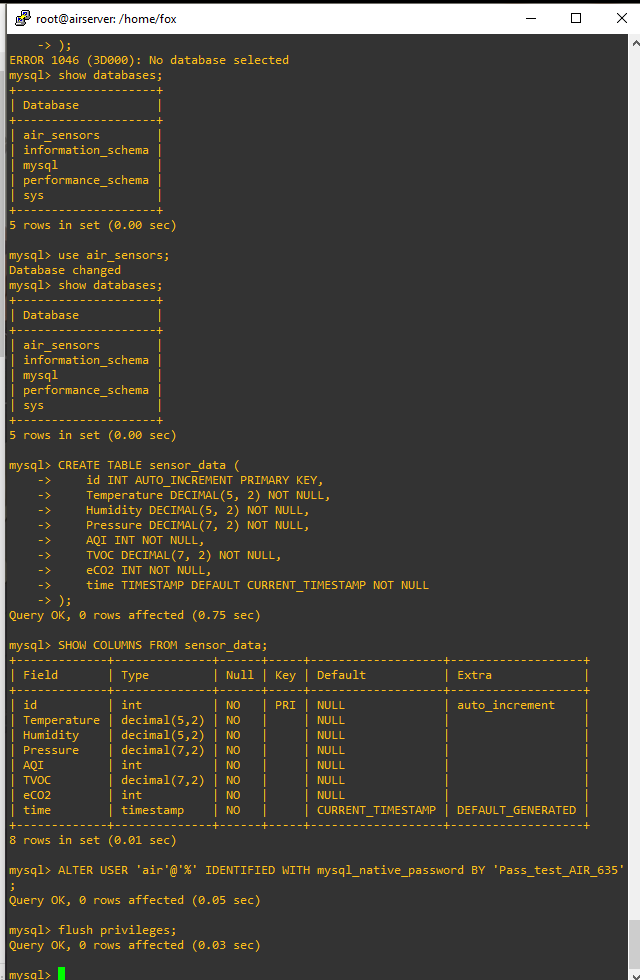 root@airserver: /home/fox
    -> );
ERROR 1046 (3D000): No database selected
mysql> show databases;
+--------------------+
| Database           |
+--------------------+
| air_sensors        |
| information_schema |
| mysql              |
| performance_schema |
| sys                |
+--------------------+
5 rows in set (0.00 sec)

mysql> use air_sensors;
Database changed
mysql> show databases;
+--------------------+
| Database           |
+--------------------+
| air_sensors        |
| information_schema |
| mysql              |
| performance_schema |
| sys                |
+--------------------+
5 rows in set (0.00 sec)

mysql> CREATE TABLE sensor_data (
    ->     id INT AUTO_INCREMENT PRIMARY KEY,
    ->     Temperature DECIMAL(5, 2) NOT NULL,
    ->     Humidity DECIMAL(5, 2) NOT NULL,
    ->     Pressure DECIMAL(7, 2) NOT NULL,
    ->     AQI INT NOT NULL,
    ->     TVOC DECIMAL(7, 2) NOT NULL,
    ->     eCO2 INT NOT NULL,
    ->     time TIMESTAMP DEFAULT CURRENT_TIMESTAMP NOT NULL
    -> );
Query OK, 0 rows affected (0.75 sec)

mysql> SHOW COLUMNS FROM sensor_data;
+-------------+--------------+------+-----+-------------------+-------------------+
| Field       | Type         | Null | Key | Default           | Extra             |
+-------------+--------------+------+-----+-------------------+-------------------+
| id          | int          | NO   | PRI | NULL              | auto_increment    |
| Temperature | decimal(5,2) | NO   |     | NULL              |                   |
| Humidity    | decimal(5,2) | NO   |     | NULL              |                   |
| Pressure    | decimal(7,2) | NO   |     | NULL              |                   |
| AQI         | int          | NO   |     | NULL              |                   |
| TVOC        | decimal(7,2) | NO   |     | NULL              |                   |
| eCO2        | int          | NO   |     | NULL              |                   |
| time        | timestamp    | NO   |     | CURRENT_TIMESTAMP | DEFAULT_GENERATED |
+-------------+--------------+------+-----+-------------------+-------------------+
8 rows in set (0.01 sec)

mysql> ALTER USER 'air'@'%' IDENTIFIED WITH mysql_native_password BY 'Pass_test_AIR_635'
;
Query OK, 0 rows affected (0.05 sec)

mysql> flush privileges;
Query OK, 0 rows affected (0.03 sec)

mysql>